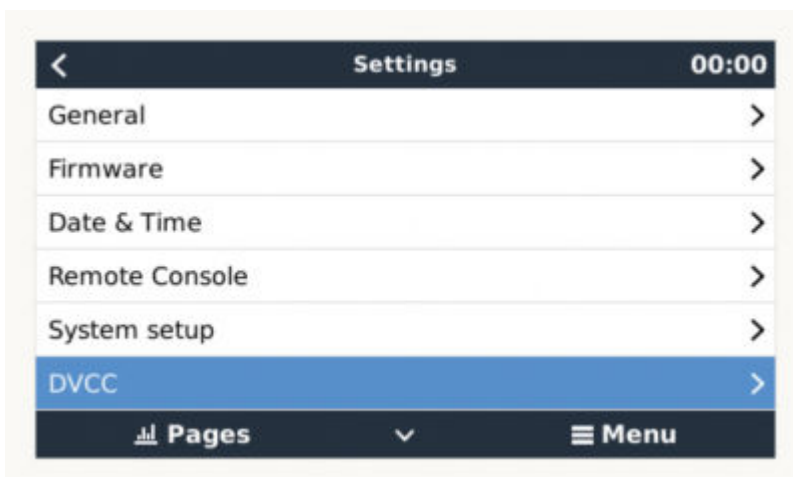 Settings 00:00
General
Firmware
Date & Time
Remote Console
System setup
DVCC
Pages Menu